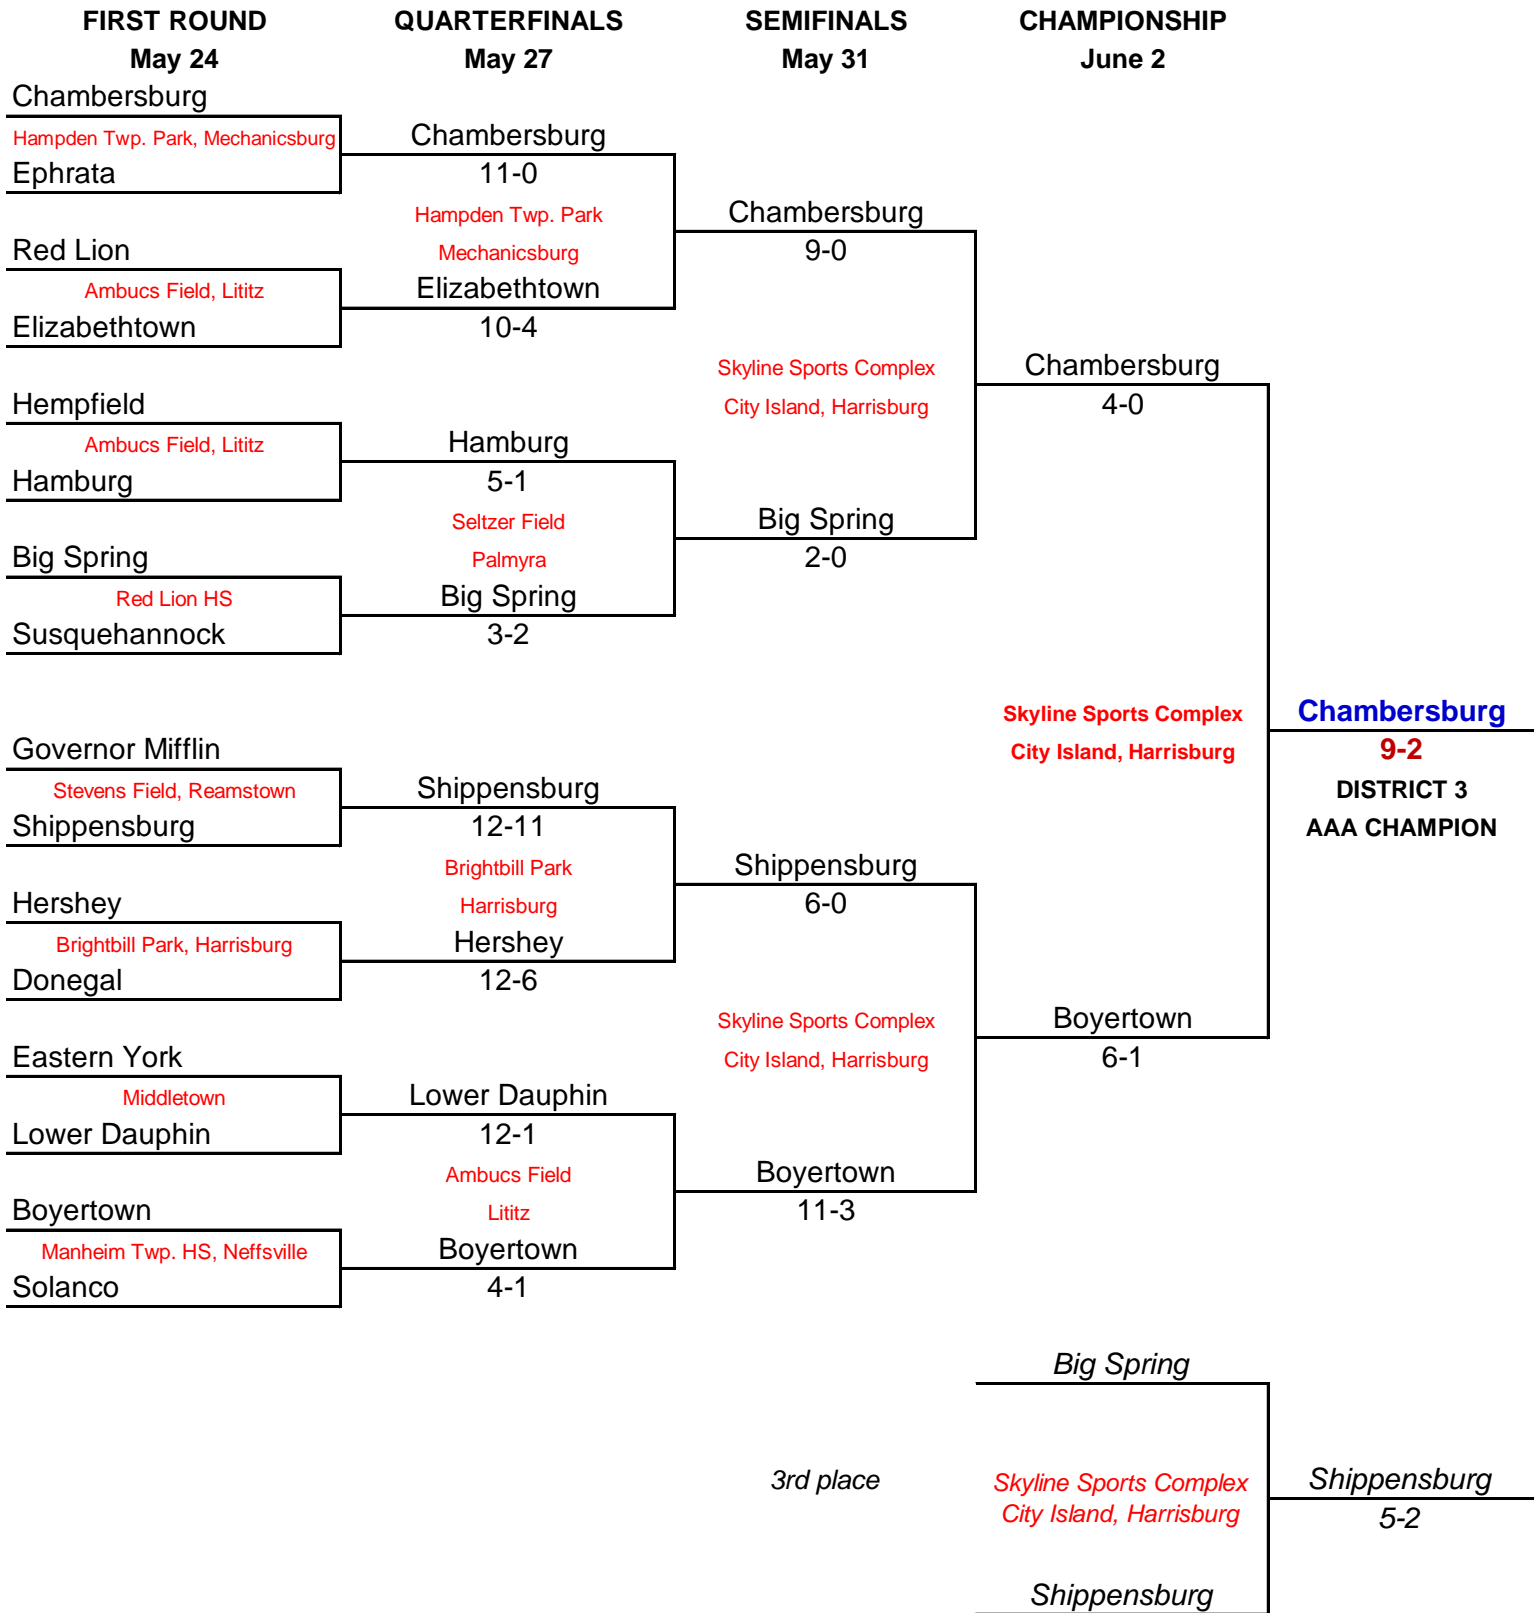 FIRST ROUND
QUARTERFINALS
SEMIFINALS
CHAMPIONSHIP
May 24
May 27
May 31
June 2
Chambersburg
Hampden Twp. Park, Mechanicsburg
Ephrata
Red Lion
Ambucs Field, Lititz
Elizabethtown
Hempfield
Ambucs Field, Lititz
Hamburg
Big Spring
Red Lion HS
Susquehannock
Governor Mifflin
Stevens Field, Reamstown
Shippensburg
Hershey
Brightbill Park, Harrisburg
Donegal
Eastern York
Middletown
Lower Dauphin
Boyertown
Manheim Twp. HS, Neffsville
Solanco
Chambersburg
11-0
Hampden Twp. Park
Mechanicsburg
Elizabethtown
10-4
Hamburg
5-1
Seltzer Field
Palmyra
Big Spring
3-2
Shippensburg
12-11
Brightbill Park
Harrisburg
Hershey
12-6
Lower Dauphin
12-1
Ambucs Field
Lititz
Boyertown
4-1
Chambersburg
9-0
Skyline Sports Complex
City Island, Harrisburg
Big Spring
2-0
Shippensburg
6-0
Skyline Sports Complex
City Island, Harrisburg
Boyertown
11-3
Chambersburg
4-0
Skyline Sports Complex
City Island, Harrisburg
Boyertown
6-1
Chambersburg
9-2
DISTRICT 3
AAA CHAMPION
3rd place
Big Spring
Skyline Sports Complex
City Island, Harrisburg
Shippensburg
Shippensburg
5-2